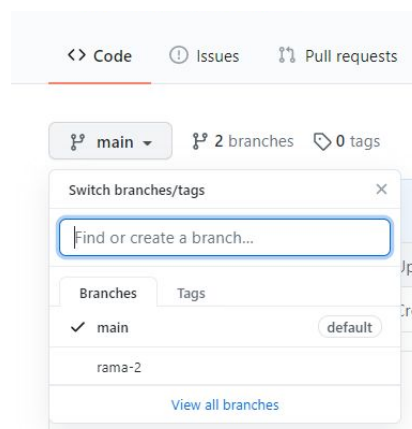 <> Code Issues Pull requests
main 2 branches 0 tags
Switch branches/tags
Find or create a branch...
Branches Tags
main default
rama-2
View all branches